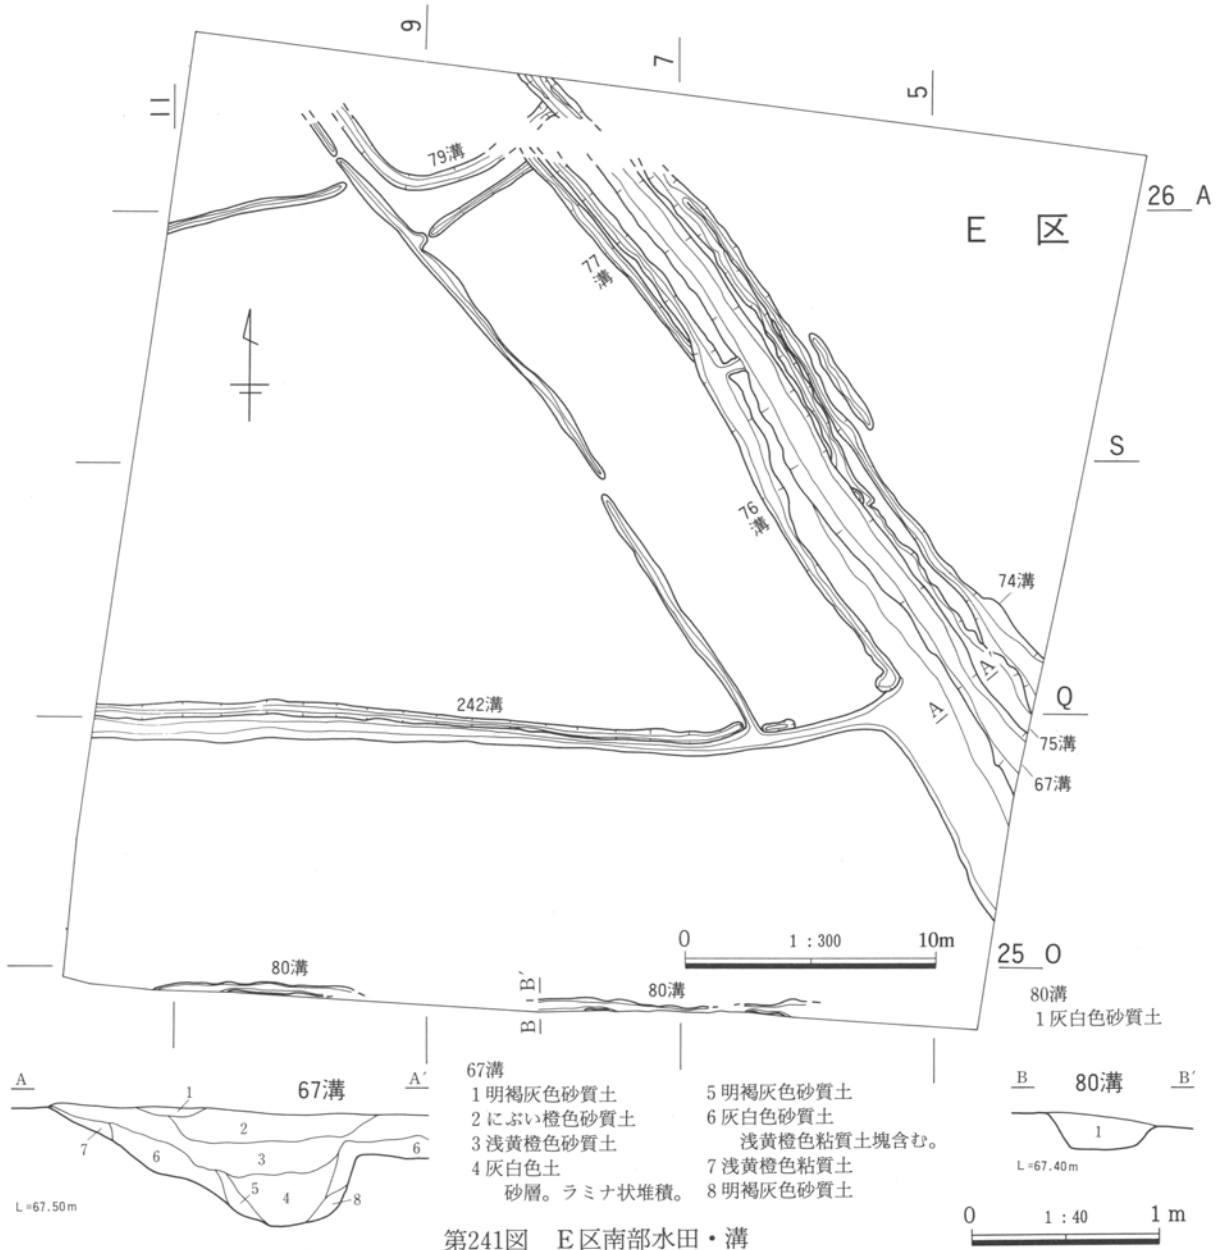 9
7
5
11
26 A
E 区
79溝
77溝
S
76溝
74溝
A′
A
Q
242溝
75溝
67溝
0 1 : 300 10m
25 O
80溝
B′
80溝
B
80溝
1 灰白色砂質土
A 67溝 A′
1
2
3
4
5
6
7
8
6
L=67.50m
67溝
1 明褐灰色砂質土
2 にぶい橙色砂質土
3 浅黄橙色砂質土
4 灰白色土
砂層。ラミナ状堆積。
5 明褐灰色砂質土
6 灰白色砂質土
浅黄橙色粘質土塊含む。
7 浅黄橙色粘質土
8 明褐灰色砂質土
B 80溝 B′
1
L=67.40m
0 1 : 40 1 m
第241図 E区南部水田・溝